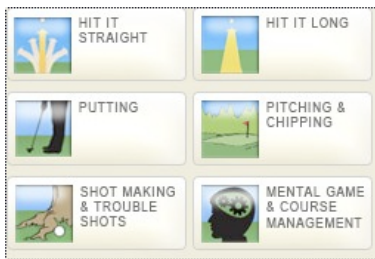 HIT IT
STRAIGHT
HIT IT LONG
PUTTING
PITCHING &
CHIPPING
SHOT MAKING
& TROUBLE
SHOTS
MENTAL GAME
& COURSE
MANAGEMENT